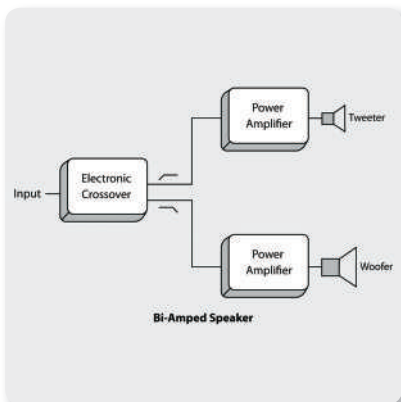 Power
Amplifier
Tweeter
Electronic
Crossover
Input
Power
Amplifier
Woofer
Bi-Amped Speaker